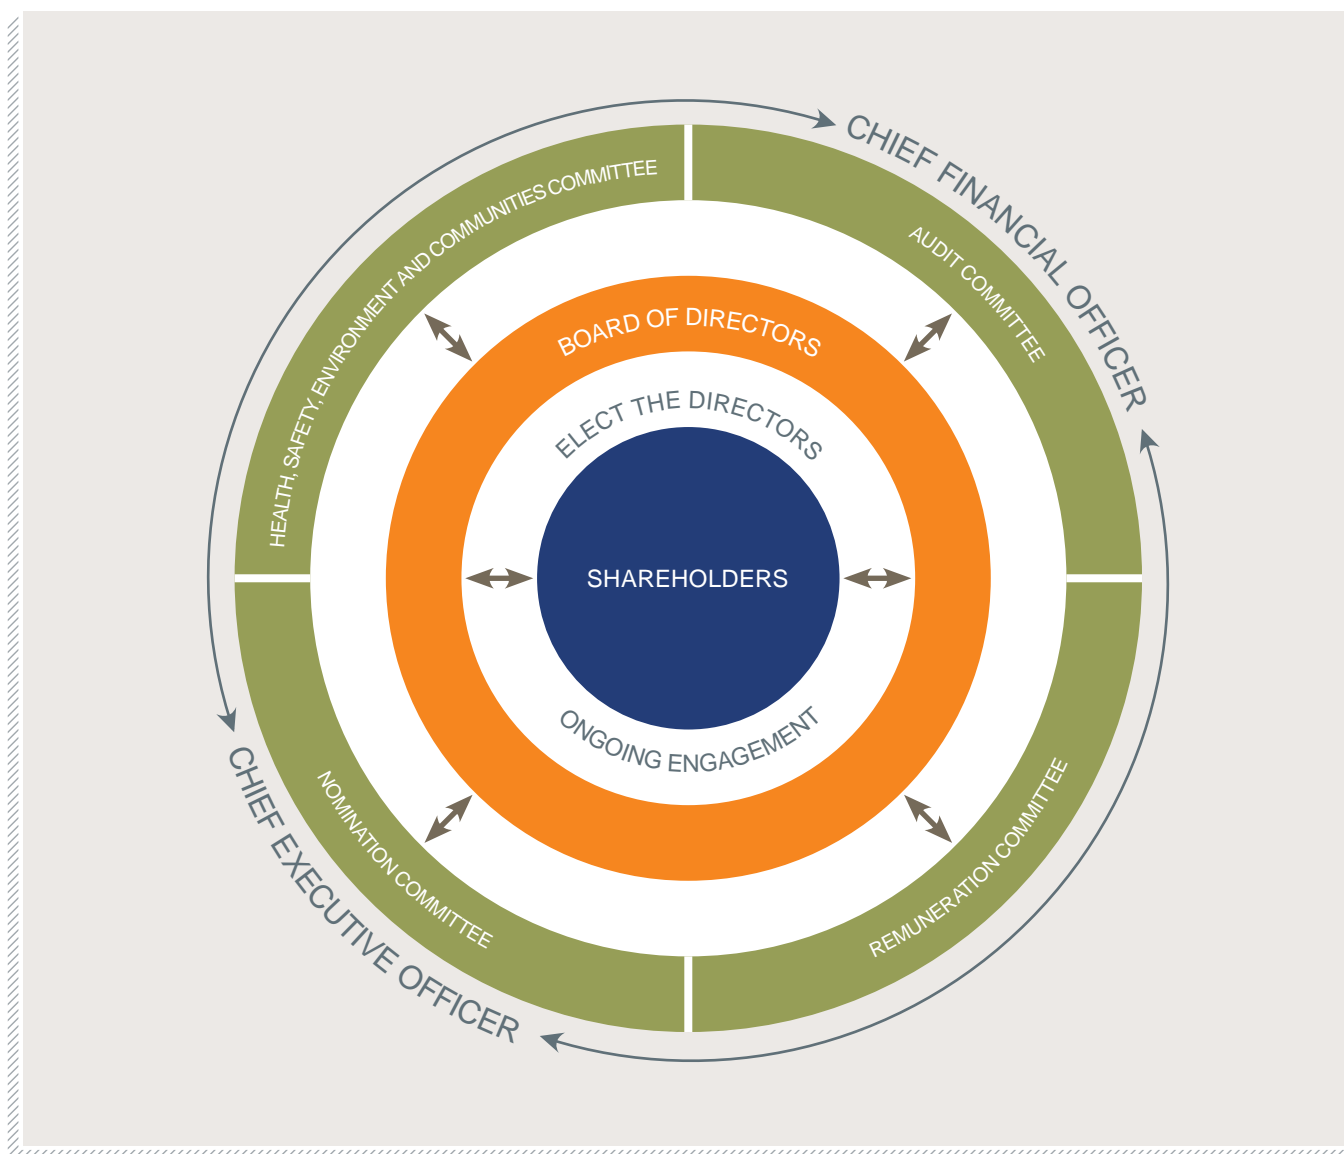 CHIEF FINANCIAL OFFICER
HEALTH, SAFETY, ENVIRONMENT AND COMMUNITIES COMMITTEE
AUDIT COMMITTEE
BOARD OF DIRECTORS
ELECT THE DIRECTORS
SHAREHOLDERS
ONGOING ENGAGEMENT
NOMINATION COMMITTEE
REMUNERATION COMMITTEE
CHIEF EXECUTIVE OFFICER